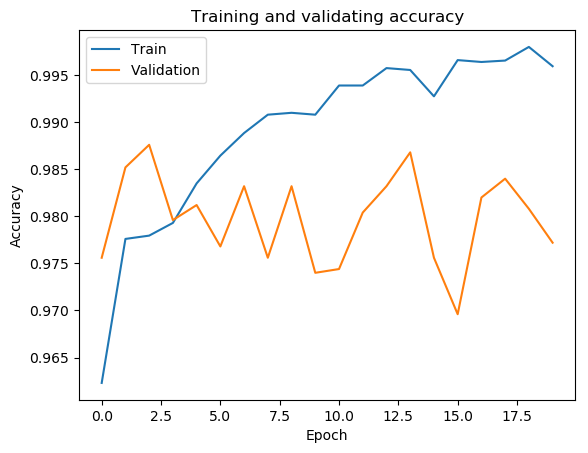 Training and validating accuracy
Train
Validation
0.995
0.990
0.985
0.980
0.975
0.970
0.965
Accuracy
0.0 2.5 5.0 7.5 10.0 12.5 15.0 17.5
Epoch